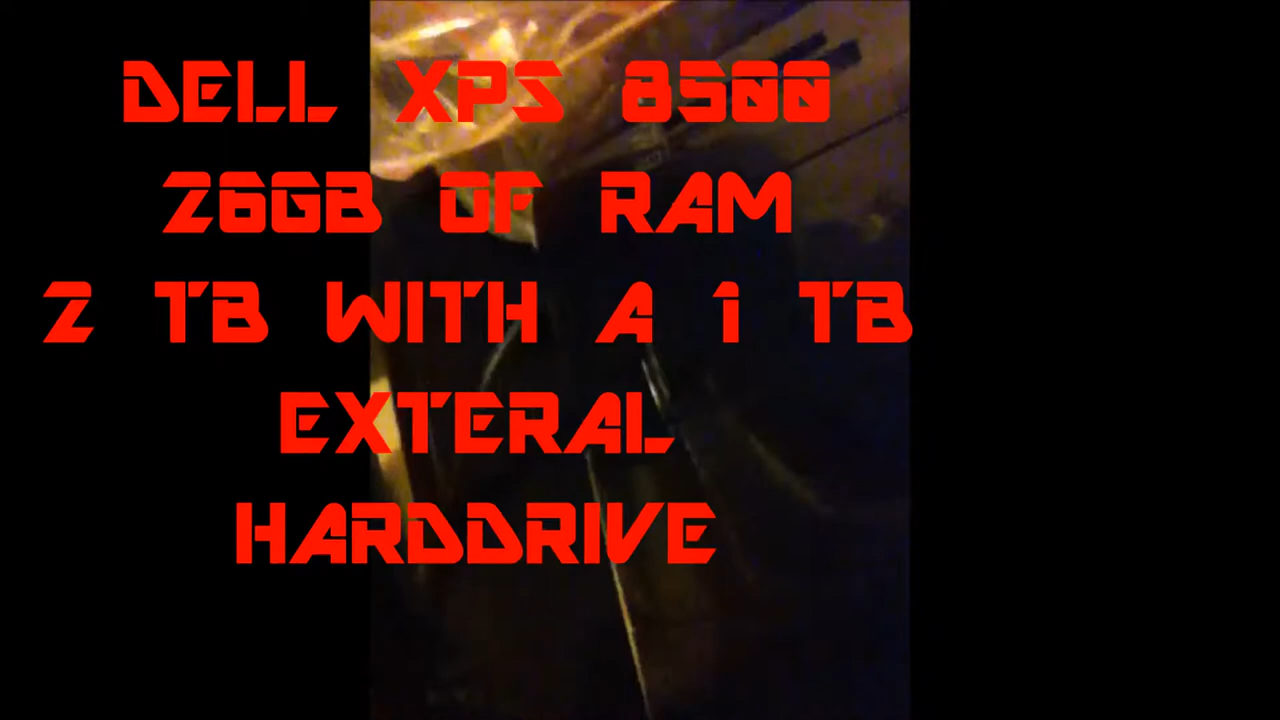 DELL XPS 8500
26GB OF RAM
2 TB WITH A 1 TB
EXTERAL
HARDDRIVE